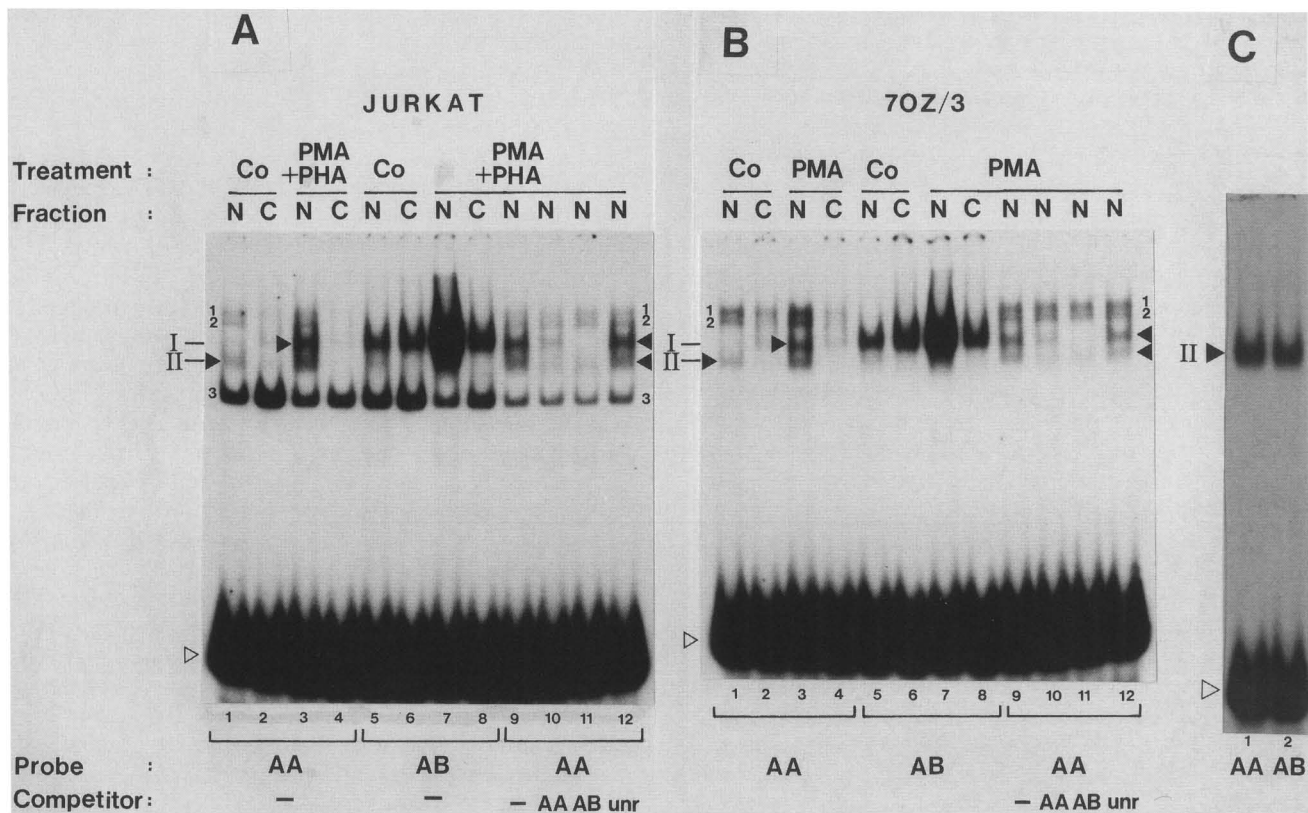 A B C
JURKAT 70Z/3
Treatment : Co PMA +PHA Co PMA +PHA Co PMA Co PMA
Fraction : N C N C N C N C N N N N N C N C N C N C N N N N
1 1 1 1
2 2 2 2
I I
II II II
3 3
1 2 3 4 5 6 7 8 9 10 11 12 1 2 3 4 5 6 7 8 9 10 11 12 1 2
Probe : AA AB AA AA AB AA AA AB
Competitor : – – – AA AB unr – AA AB unr